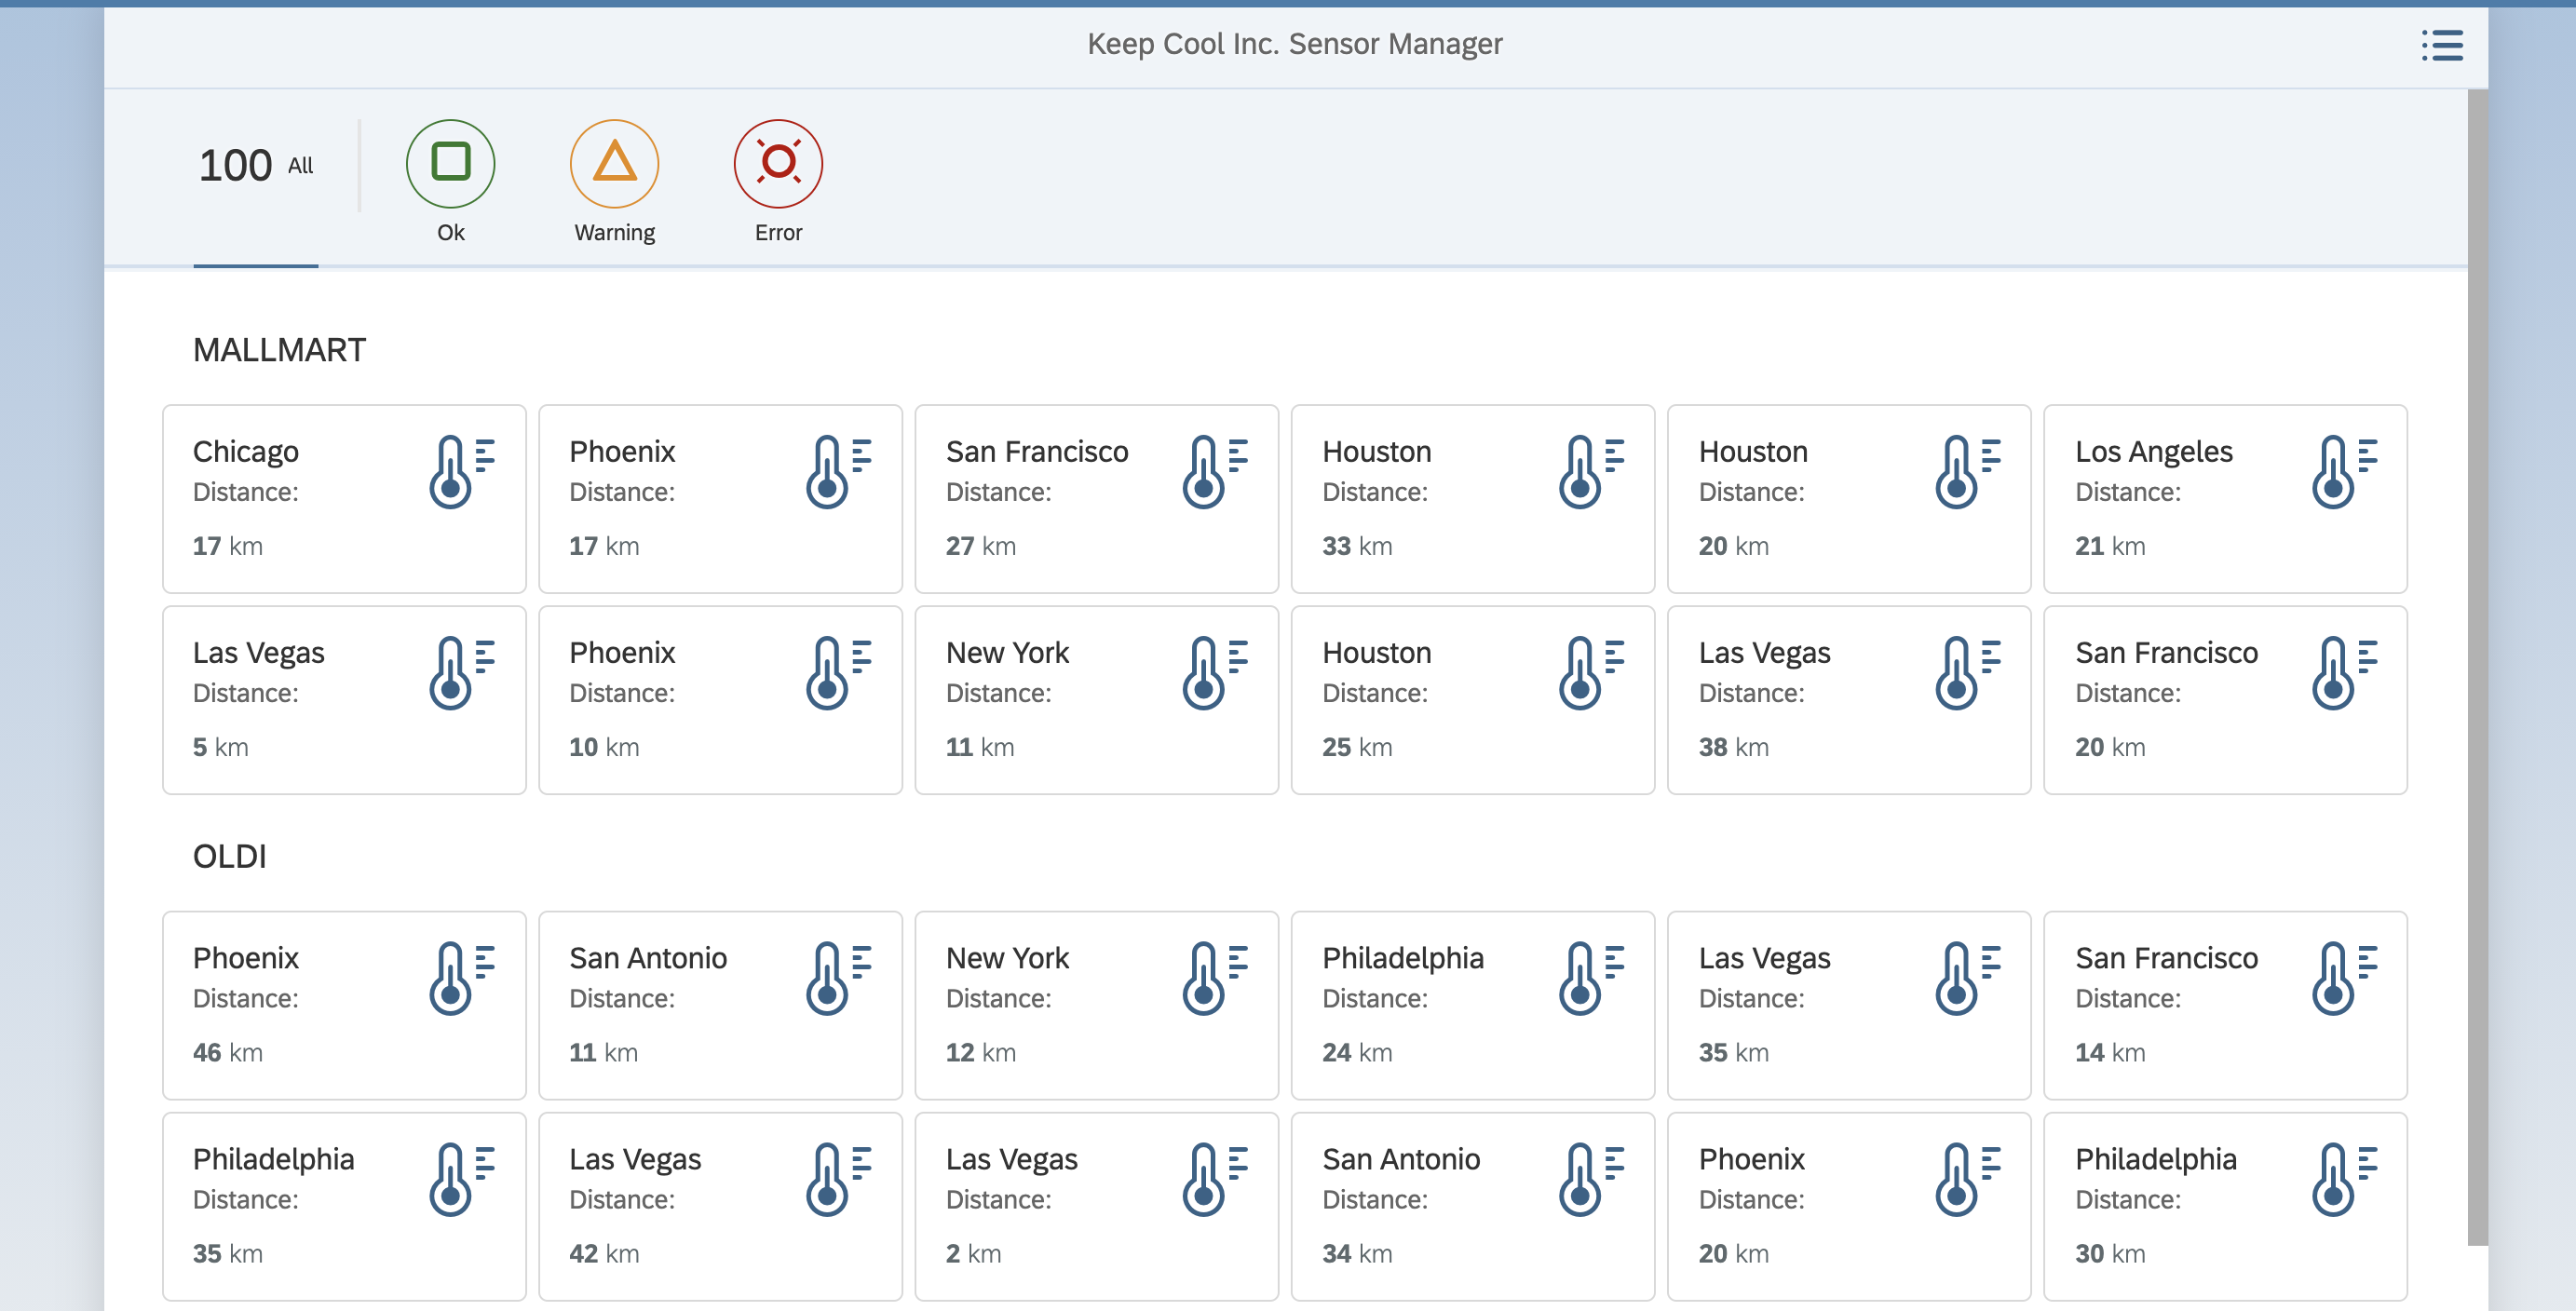 Keep Cool Inc. Sensor Manager
100 All
Ok
Warning
Error
MALLMART
Chicago
Distance:
17 km
Phoenix
Distance:
17 km
San Francisco
Distance:
27 km
Houston
Distance:
33 km
Houston
Distance:
20 km
Los Angeles
Distance:
21 km
Las Vegas
Distance:
5 km
Phoenix
Distance:
10 km
New York
Distance:
11 km
Houston
Distance:
25 km
Las Vegas
Distance:
38 km
San Francisco
Distance:
20 km
OLDI
Phoenix
Distance:
46 km
San Antonio
Distance:
11 km
New York
Distance:
12 km
Philadelphia
Distance:
24 km
Las Vegas
Distance:
35 km
San Francisco
Distance:
14 km
Philadelphia
Distance:
35 km
Las Vegas
Distance:
42 km
Las Vegas
Distance:
2 km
San Antonio
Distance:
34 km
Phoenix
Distance:
20 km
Philadelphia
Distance:
30 km